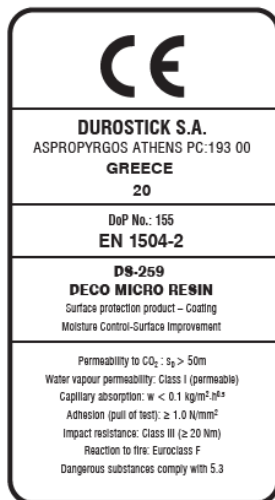 CE
DUROSTICK S.A.
ASPROPYRGOS ATHENS PC:193 00
GREECE
20
DoP No.: 155
EN 1504-2
DS-259
DECO MICRO RESIN
Surface protection product – Coating
Moisture Control-Surface Improvement
Permeability to CO₂ : s_D > 50m
Water vapour permeability: Class I (permeable)
Capillary absorption: w < 0.1 kg/m².h⁰·⁵
Adhesion (pull of test): ≥ 1.0 N/mm²
Impact resistance: Class III (≥ 20 Nm)
Reaction to fire: Euroclass F
Dangerous substances comply with 5.3